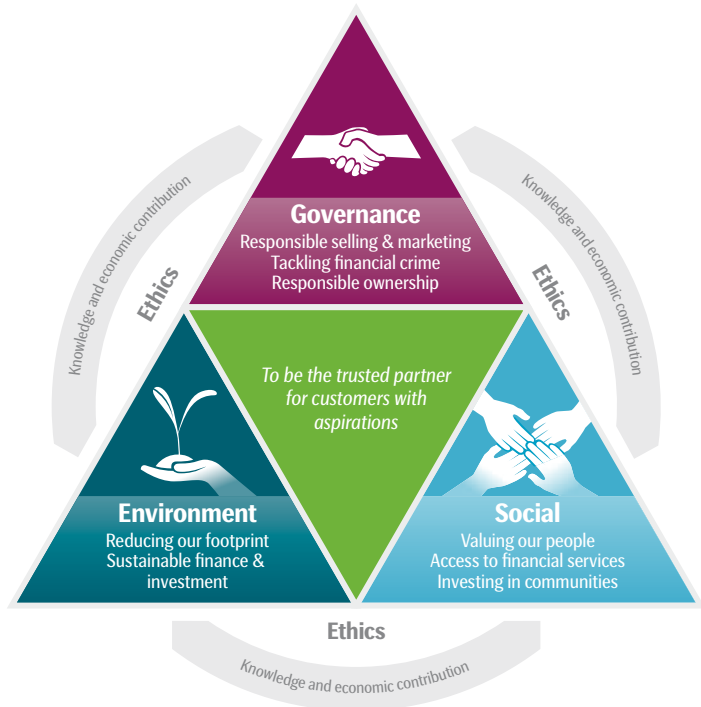 Knowledge and economic contribution
Ethics
Knowledge and economic contribution
Ethics
Governance
Responsible selling & marketing
Tackling financial crime
Responsible ownership
To be the trusted partner
for customers with
aspirations
Environment
Reducing our footprint
Sustainable finance &
investment
Social
Valuing our people
Access to financial services
Investing in communities
Ethics
Knowledge and economic contribution